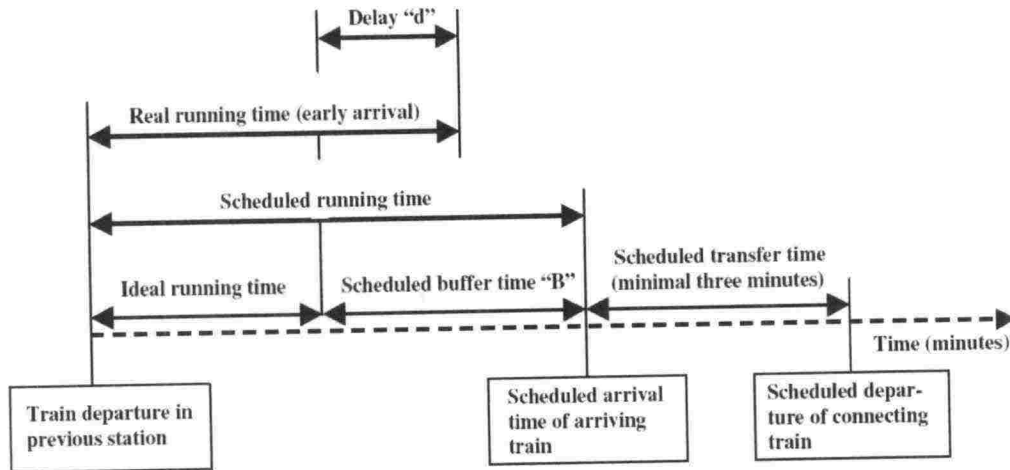 Delay “d”
Real running time (early arrival)
Scheduled running time
Scheduled transfer time
(minimal three minutes)
Ideal running time
Scheduled buffer time “B”
Time (minutes)
Train departure in
previous station
Scheduled arrival
time of arriving
train
Scheduled depar-
ture of connecting
train